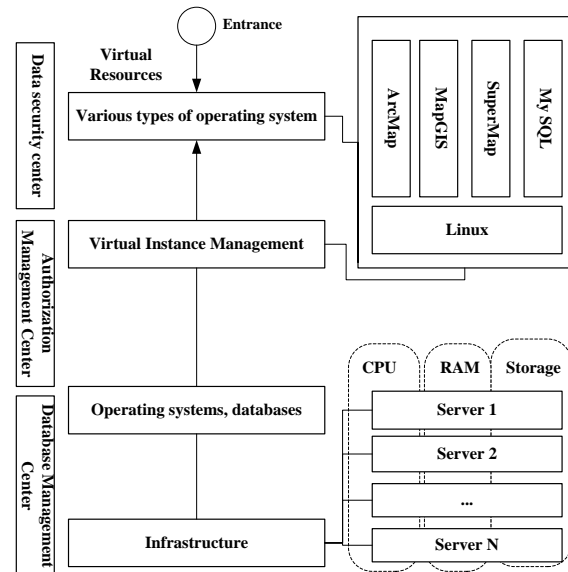 Entrance
Virtual
Resources
Data security center
Various types of operating system
ArcMap
MapGIS
SuperMap
My SQL
Linux
Authorization
Management Center
Virtual Instance Management
CPU
RAM
Storage
Database Management
Center
Operating systems, databases
Server 1
Server 2
...
Infrastructure
Server N